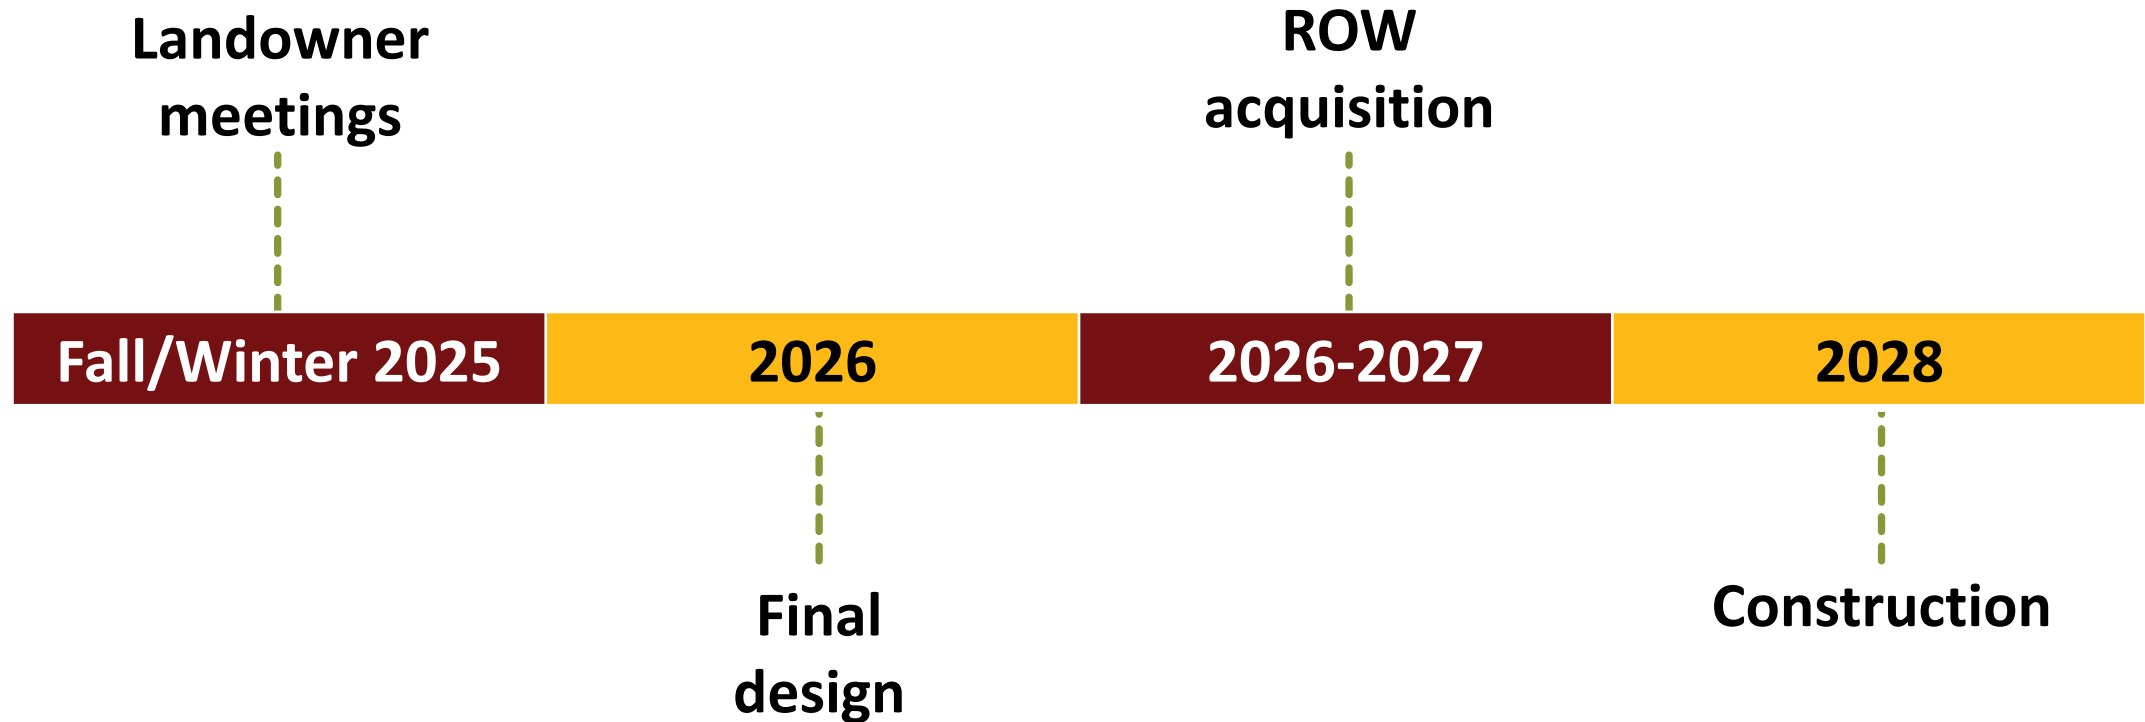 Landowner
meetings
ROW
acquisition
Fall/Winter 2025
2026
2026-2027
2028
Final
design
Construction